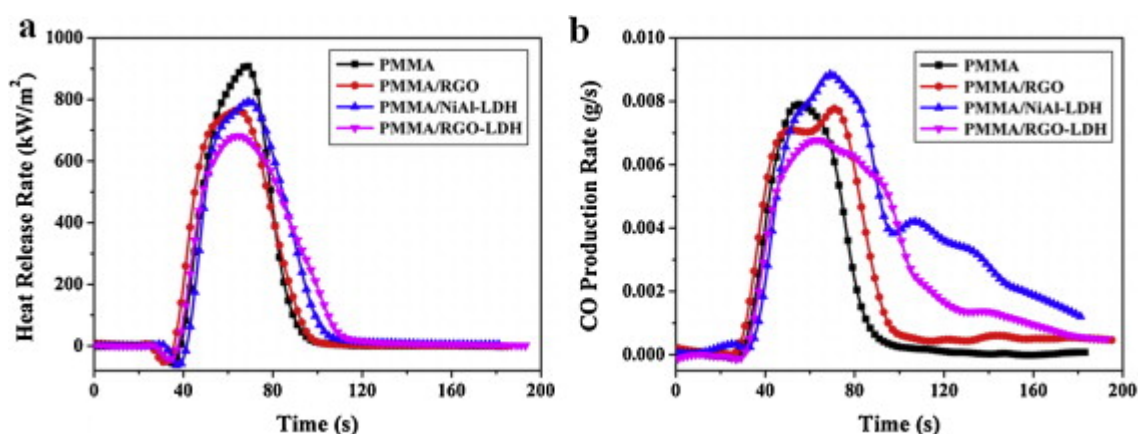 a
Heat Release Rate (kW/m²)
1000
800
600
400
200
0
0 40 80 120 160 200
Time (s)
PMMA
PMMA/RGO
PMMA/NiAl-LDH
PMMA/RGO-LDH
b
CO Production Rate (g/s)
0.010
0.008
0.006
0.004
0.002
0.000
0 40 80 120 160 200
Time (s)
PMMA
PMMA/RGO
PMMA/NiAl-LDH
PMMA/RGO-LDH